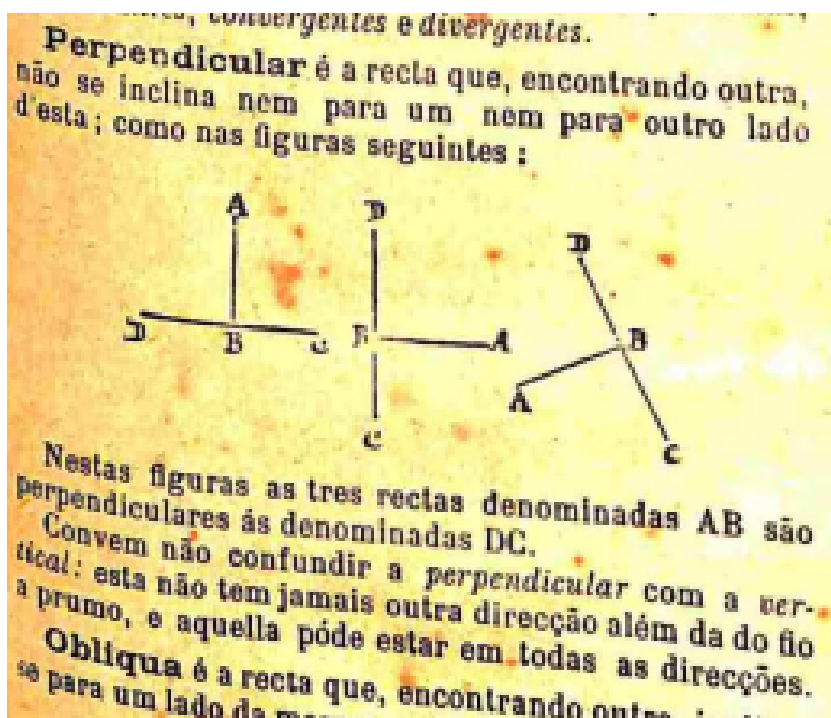 convergentes e divergentes.
Perpendicular é a recta que, encontrando outra,
não se inclina nem para um nem para outro lado
d'esta; como nas figuras seguintes:
A D D
D B C B A A B
C C
Nestas figuras as tres rectas denominadas AB são
perpendiculares ás denominadas DC.
Convem não confundir a perpendicular com a ver-
tical: esta não tem jamais outra direcção além da do fio
a prumo, e aquella póde estar em todas as direcções.
Obliqua é a recta que, encontrando outra,
se para um lado da